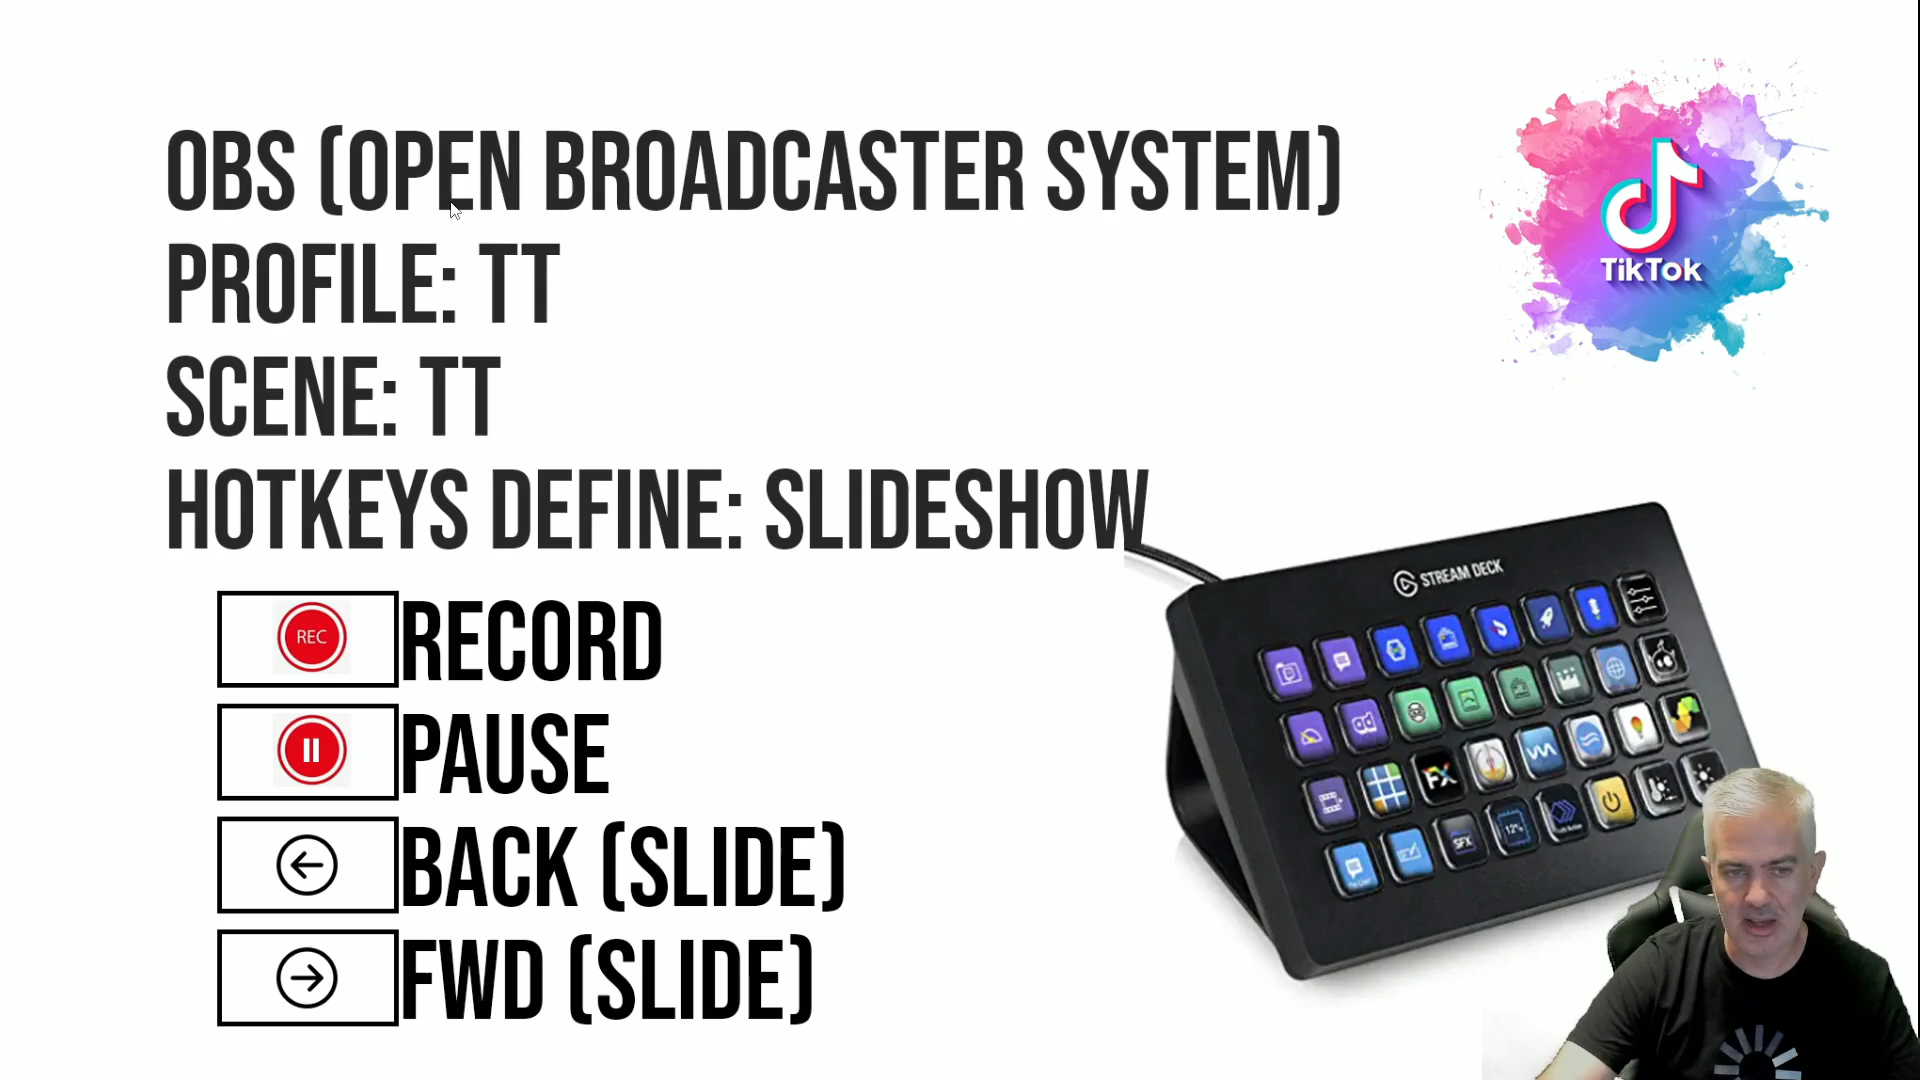 OBS (OPEN BROADCASTER SYSTEM)
PROFILE: TT
SCENE: TT
HOTKEYS DEFINE: SLIDESHOW
REC RECORD
PAUSE
BACK (SLIDE)
FWD (SLIDE)
TikTok
STREAM DECK
FX
SFX
12%